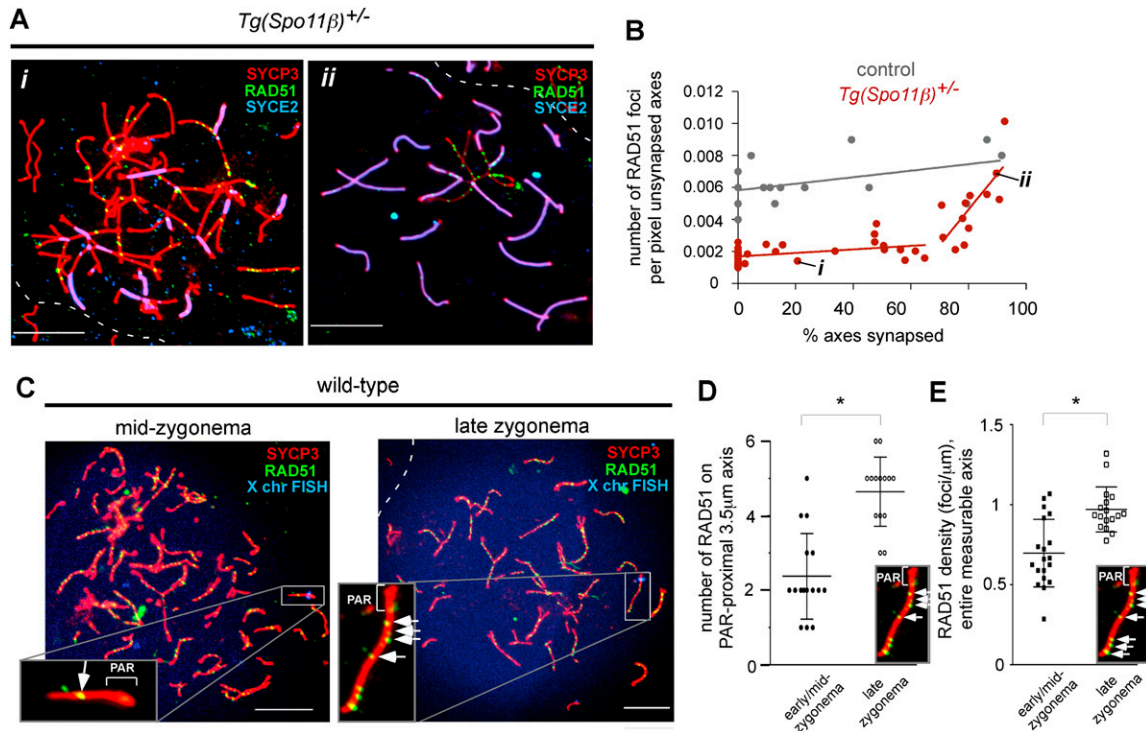 A
Tg(Spo11β)+/-
i
SYCP3
RAD51
SYCE2
ii
SYCP3
RAD51
SYCE2
B
control
Tg(Spo11β)+/-
number of RAD51 foci
per pixel unsynapsed axes
0.012
0.010
0.008
0.006
0.004
0.002
0
ii
i
0 20 40 60 80 100
% axes synapsed
C
wild-type
mid-zygonema
SYCP3
RAD51
X chr FISH
PAR
late zygonema
SYCP3
RAD51
X chr FISH
PAR
D
*
number of RAD51 on
PAR-proximal 3.5μm axis
6
4
2
0
PAR
early/mid-
zygonema
late
zygonema
E
*
RAD51 density (foci/μm),
entire measurable axis
1.5
1
0.5
0
PAR
early/mid-
zygonema
late
zygonema